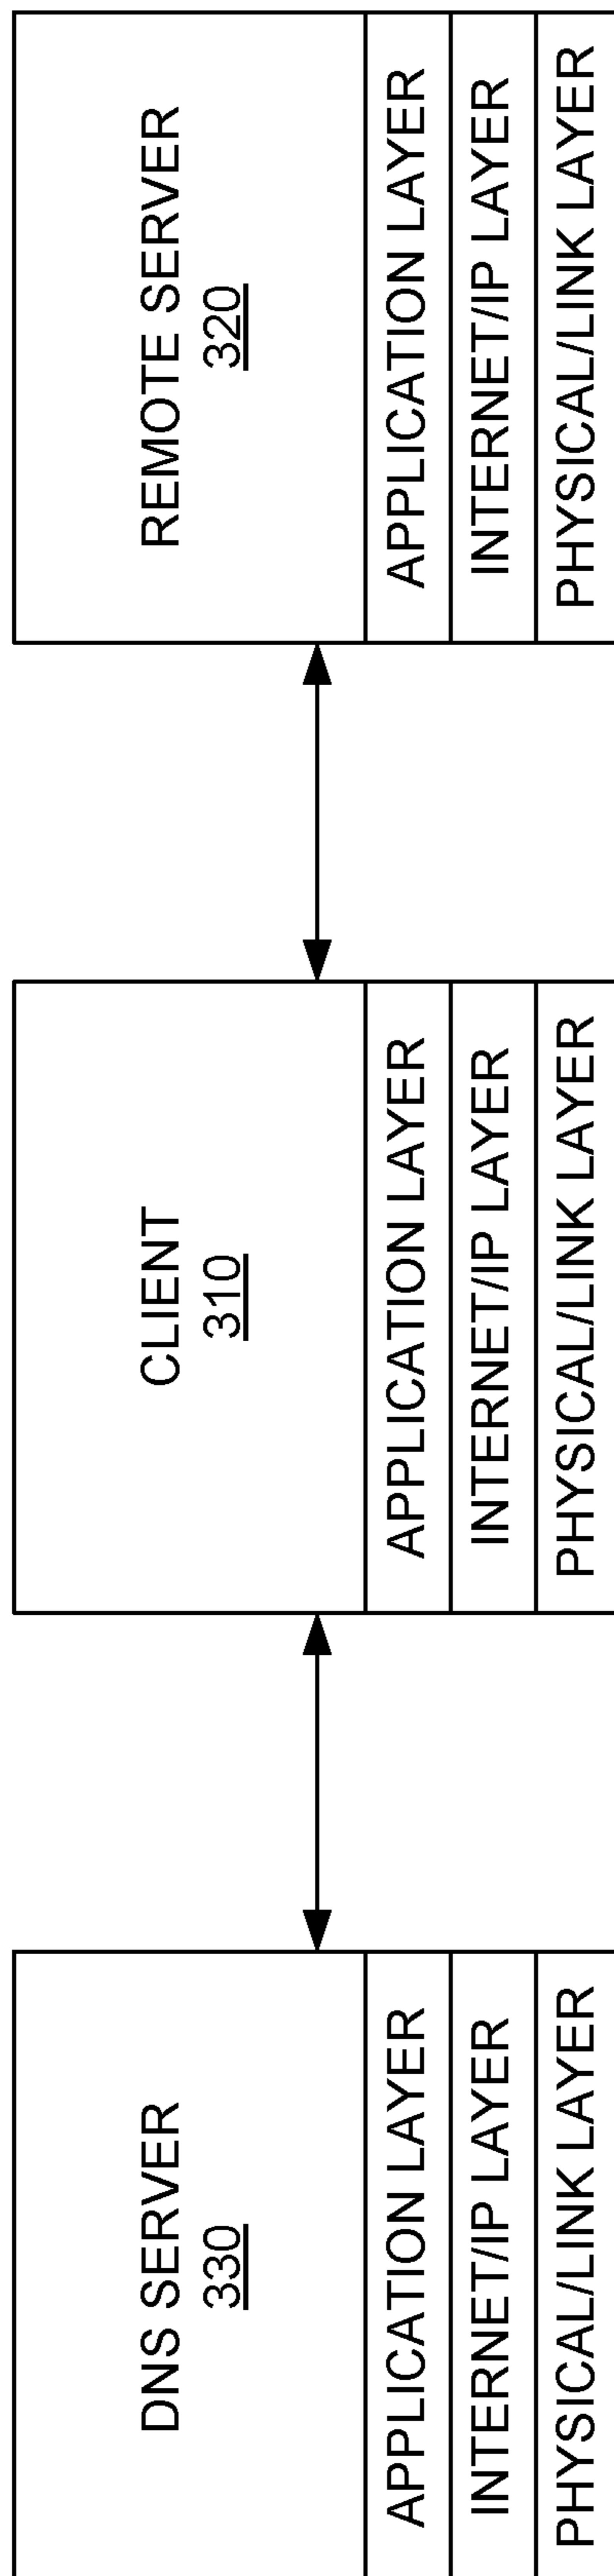 DNS SERVER
330
APPLICATION LAYER
INTERNET/IP LAYER
PHYSICAL/LINK LAYER
CLIENT
310
APPLICATION LAYER
INTERNET/IP LAYER
PHYSICAL/LINK LAYER
REMOTE SERVER
320
APPLICATION LAYER
INTERNET/IP LAYER
PHYSICAL/LINK LAYER